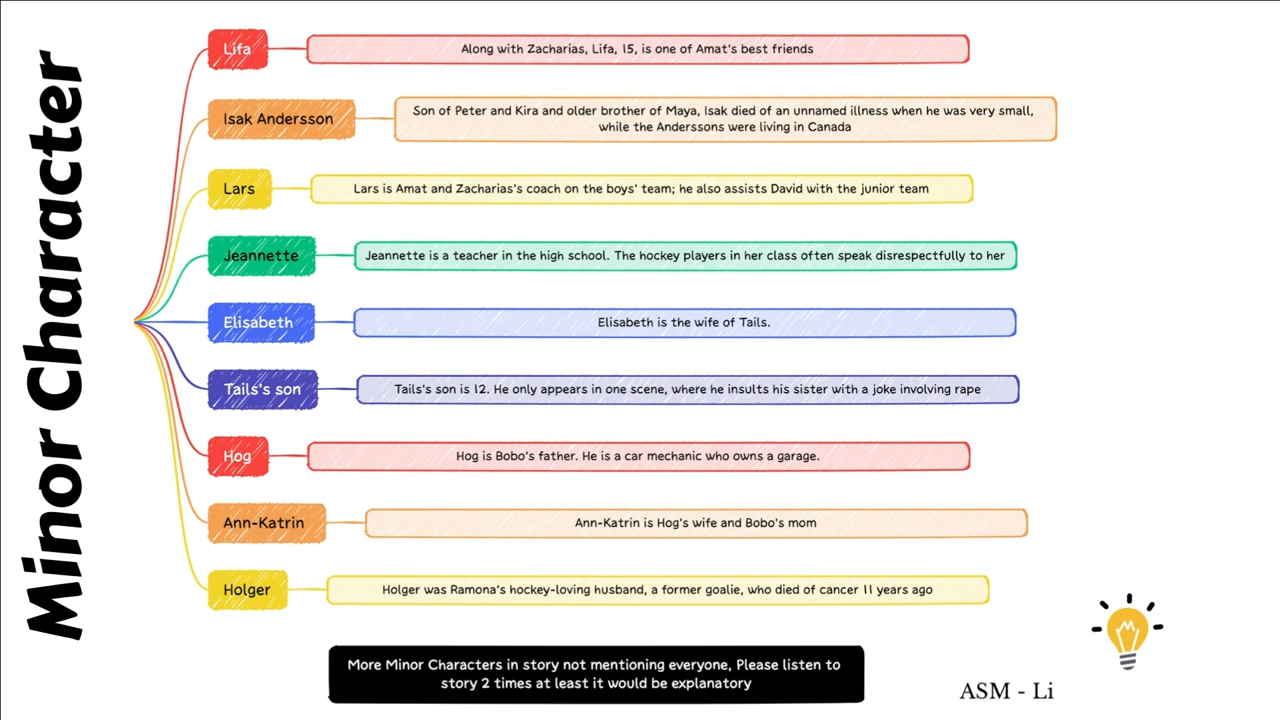 Minor Character
Lifa
Along with Zacharias, Lifa, 15, is one of Amat's best friends
Isak Andersson
Son of Peter and Kira and older brother of Maya, Isak died of an unnamed illness when he was very small,
while the Anderssons were living in Canada
Lars
Lars is Amat and Zacharias's coach on the boys' team; he also assists David with the junior team
Jeannette
Jeannette is a teacher in the high school. The hockey players in her class often speak disrespectfully to her
Elisabeth
Elisabeth is the wife of Tails.
Tails's son
Tails's son is 12. He only appears in one scene, where he insults his sister with a joke involving rape
Hog
Hog is Bobo's father. He is a car mechanic who owns a garage.
Ann-Katrin
Ann-Katrin is Hog's wife and Bobo's mom
Holger
Holger was Ramona's hockey-loving husband, a former goalie, who died of cancer 11 years ago
More Minor Characters in story not mentioning everyone, Please listen to
story 2 times at least it would be explanatory
ASM - Li